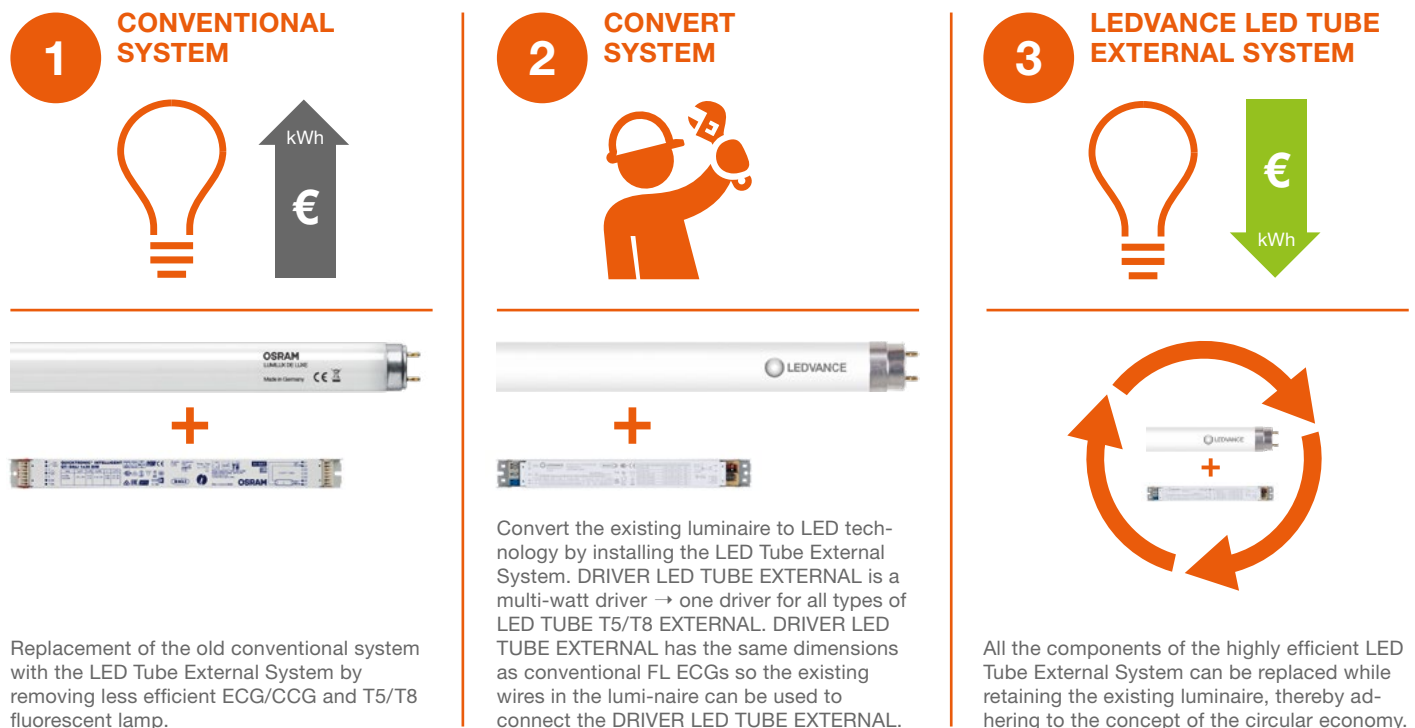 1
CONVENTIONAL
SYSTEM
kWh
€
OSRAM
LUMILUX DE LUXE
Made in Germany CE
+
QUICKTRONIC® INTELLIGENT
OSRAM
Replacement of the old conventional system
with the LED Tube External System by
removing less efficient ECG/CCG and T5/T8
fluorescent lamp.
2
CONVERT
SYSTEM
LEDVANCE
+
Convert the existing luminaire to LED tech-
nology by installing the LED Tube External
System. DRIVER LED TUBE EXTERNAL is a
multi-watt driver → one driver for all types of
LED TUBE T5/T8 EXTERNAL. DRIVER LED
TUBE EXTERNAL has the same dimensions
as conventional FL ECGs so the existing
wires in the lumi-naire can be used to
connect the DRIVER LED TUBE EXTERNAL.
3
LEDVANCE LED TUBE
EXTERNAL SYSTEM
€
kWh
LEDVANCE
+
All the components of the highly efficient LED
Tube External System can be replaced while
retaining the existing luminaire, thereby ad-
hering to the concept of the circular economy.